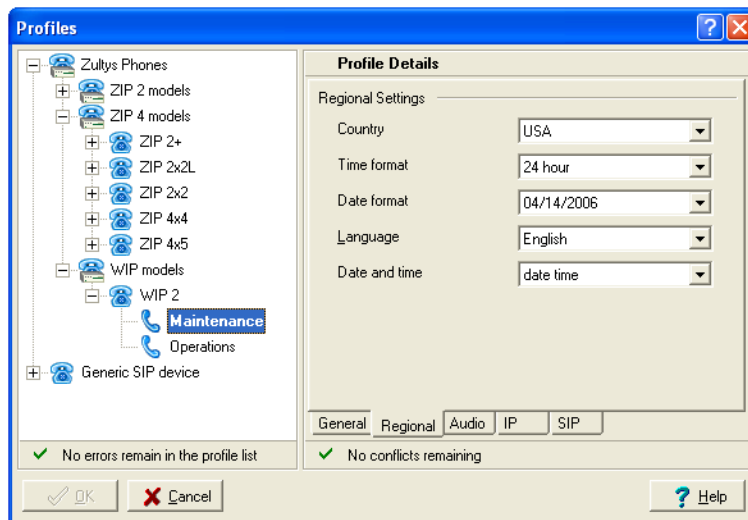 Profiles
Zultys Phones
ZIP 2 models
ZIP 4 models
ZIP 2+
ZIP 2x2L
ZIP 2x2
ZIP 4x4
ZIP 4x5
WIP models
WIP 2
Maintenance
Operations
Generic SIP device
No errors remain in the profile list
Profile Details
Regional Settings
Country USA
Time format 24 hour
Date format 04/14/2006
Language English
Date and time date time
General Regional Audio IP SIP
No conflicts remaining
OK Cancel Help